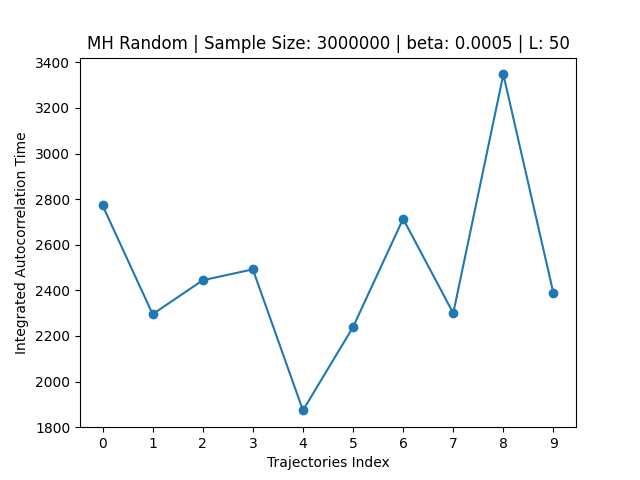 MH Random | Sample Size: 3000000 | beta: 0.0005 | L: 50
3400
3200
3000
2800
2600
2400
2200
2000
1800
Integrated Autocorrelation Time
0 1 2 3 4 5 6 7 8 9
Trajectories Index